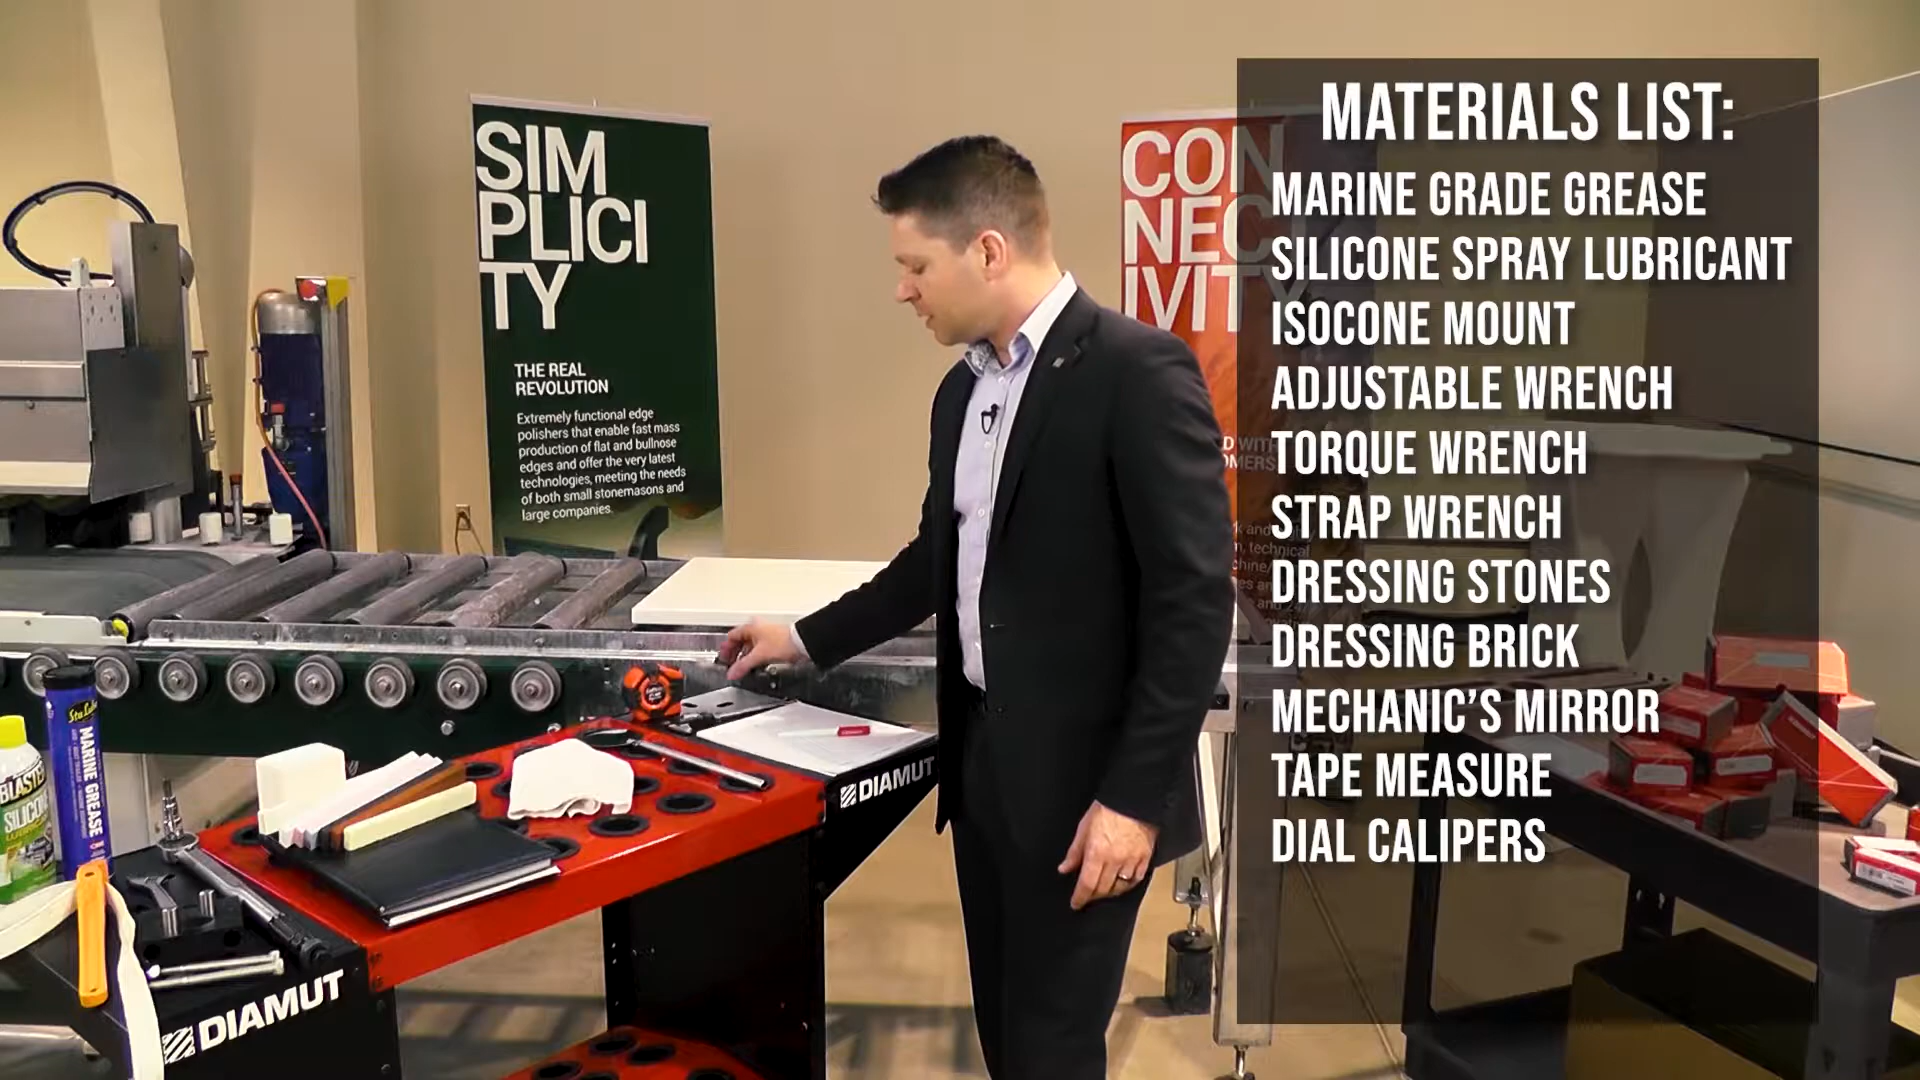 SIM
PLICI
TY
THE REAL
REVOLUTION
Extremely functional edge
polishers that enable fast mass
production of flat and bullnose
edges and offer the very latest
technologies, meeting the needs
of both small stonemasons and
large companies.
CON
NEC
IVIT
MATERIALS LIST:
MARINE GRADE GREASE
SILICONE SPRAY LUBRICANT
ISOCONE MOUNT
ADJUSTABLE WRENCH
TORQUE WRENCH
STRAP WRENCH
DRESSING STONES
DRESSING BRICK
MECHANIC'S MIRROR
TAPE MEASURE
DIAL CALIPERS
BLASTER
SILICON
MARINE GREASE
DIAMUT
DIAMUT